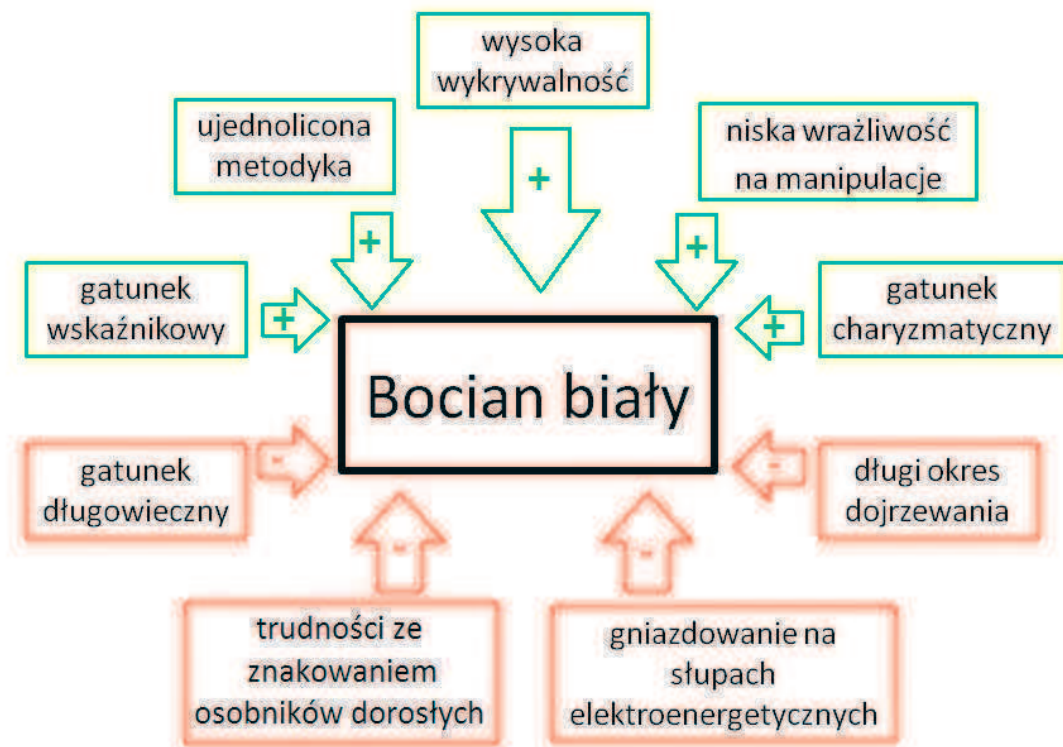 wysoka
wykrywalność
ujednolicona
metodyka
niska wrażliwość
na manipulacje
+
+
+
gatunek
wskaźnikowy
+
+
gatunek
charyzmatyczny
Bocian biały
gatunek
długowieczny
-
-
długi okres
dojrzewania
-
-
trudności ze
znakowaniem
osobników dorosłych
gniazdowanie na
słupach
elektroenergetycznych